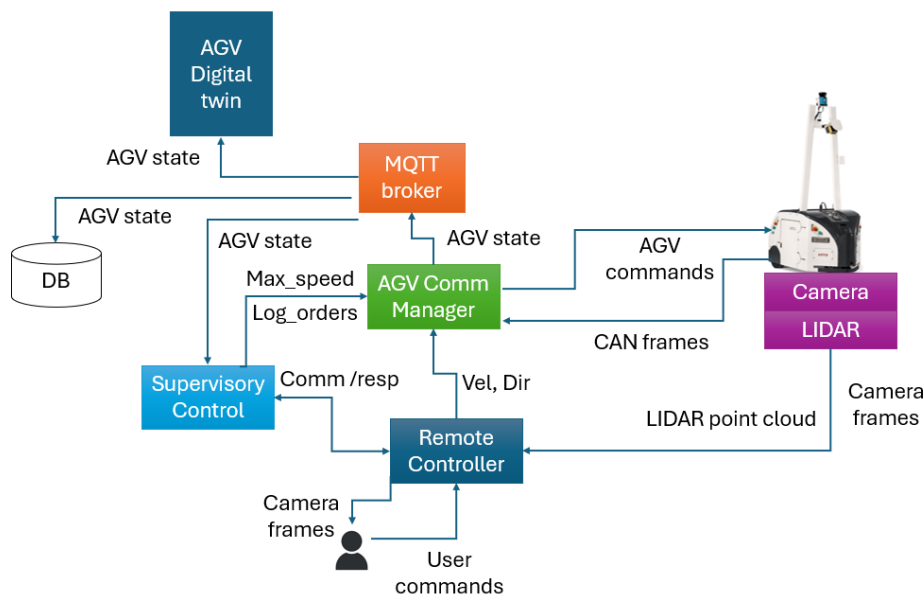 AGV
Digital
twin
AGV state
MQTT
broker
AGV state
AGV state
AGV state
DB
Max_speed
Log_orders
AGV Comm
Manager
AGV
commands
CAN frames
Camera
LIDAR
Supervisory
Control
Comm /resp
Vel, Dir
Remote
Controller
LIDAR point cloud
Camera
frames
Camera
frames
User
commands